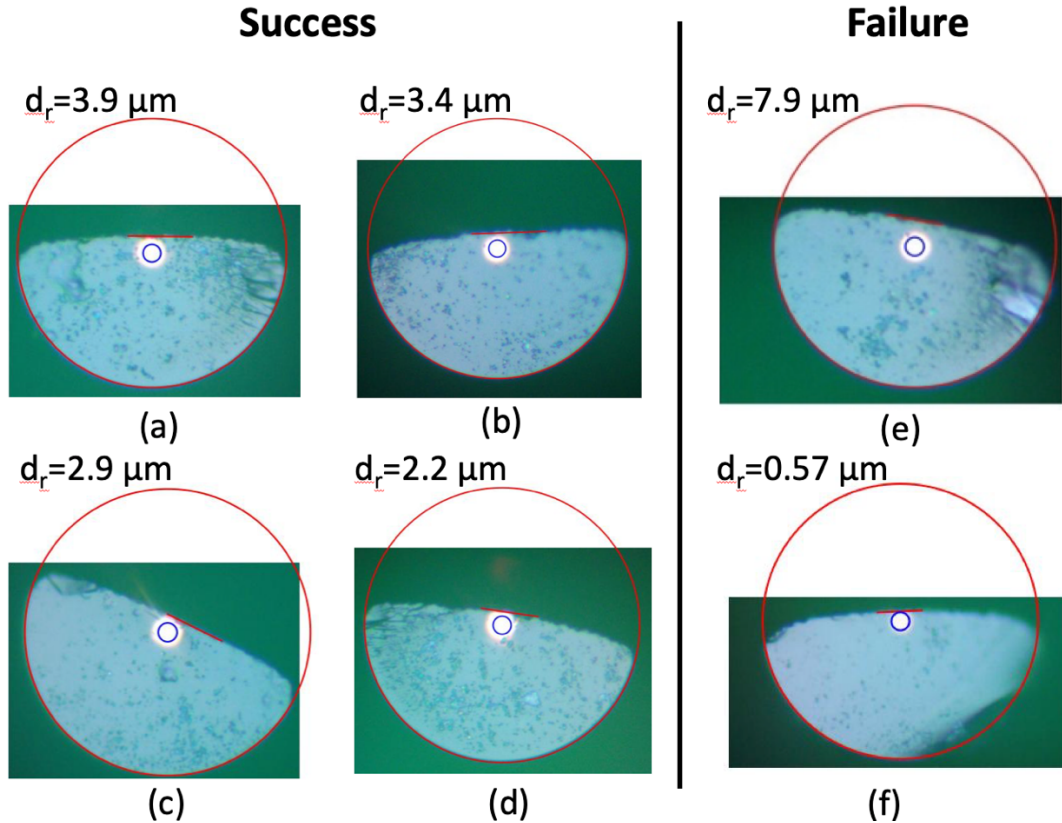 Success
Failure
dr=3.9 μm
dr=3.4 μm
dr=7.9 μm
(a)
(b)
(e)
dr=2.9 μm
dr=2.2 μm
dr=0.57 μm
(c)
(d)
(f)